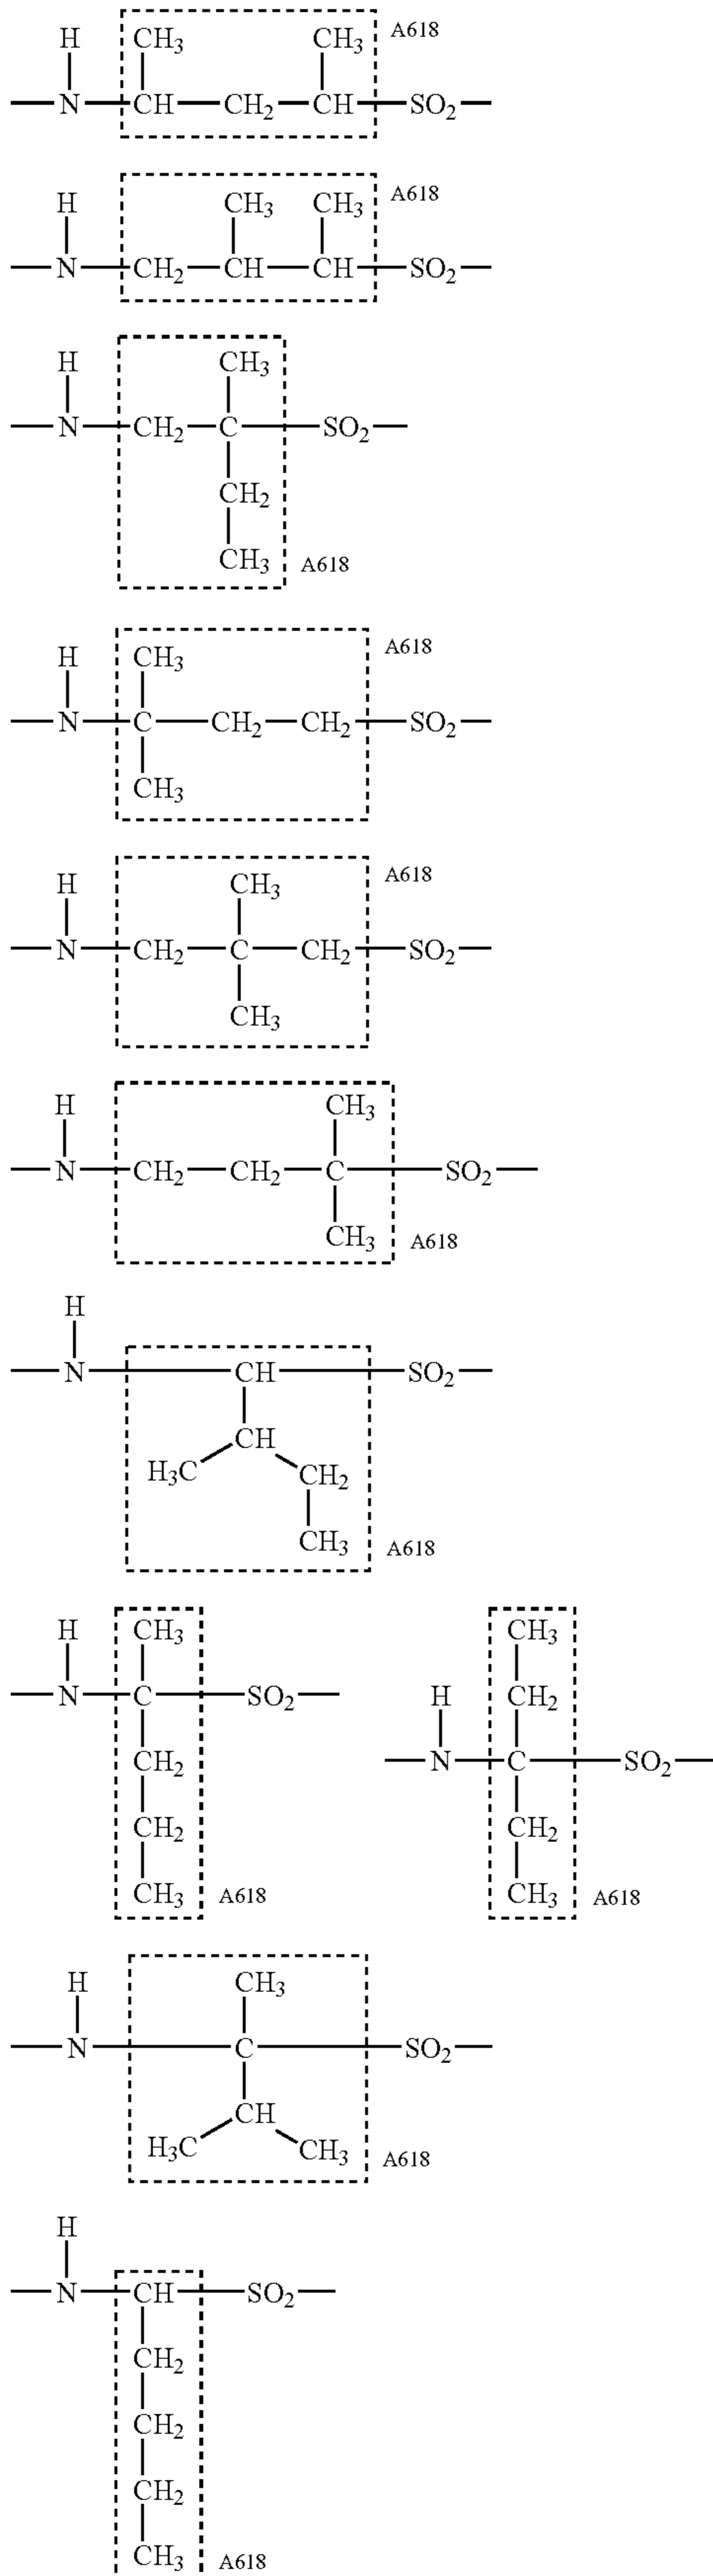 H CH₃ CH₃ A618
N CH CH₂ CH SO₂
H CH₃ CH₃ A618
N CH₂ CH CH SO₂
H CH₃
N CH₂ C SO₂
CH₂
CH₃ A618
H CH₃ A618
N C CH₂ CH₂ SO₂
CH₃
H CH₃ A618
N CH₂ C CH₂ SO₂
CH₃
H CH₃
N CH₂ CH₂ C SO₂
CH₃ A618
H
N CH SO₂
CH
H₃C CH₂
CH₃ A618
H CH₃
N C SO₂
CH₂
CH₂
CH₃ A618
CH₃
H CH₂
N C SO₂
CH₂
CH₃ A618
H CH₃
N C SO₂
CH
H₃C CH₃ A618
H
N CH SO₂
CH₂
CH₂
CH₂
CH₃ A618